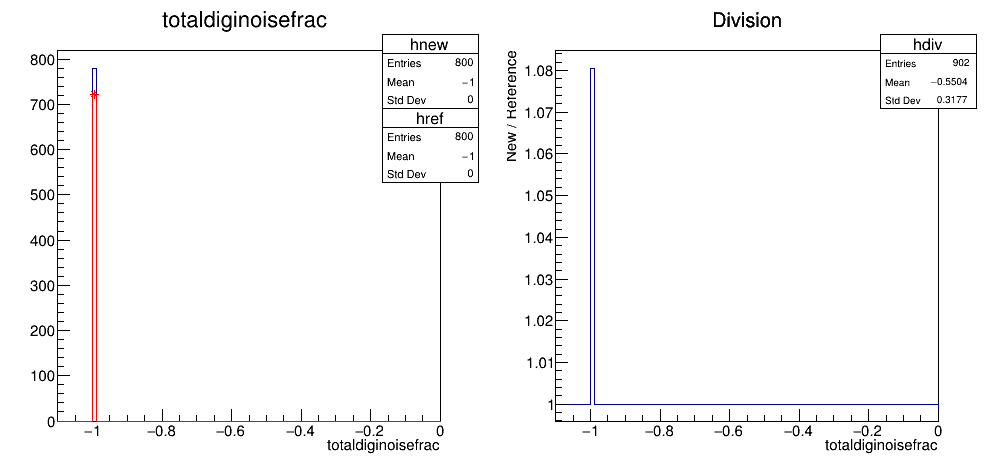 totaldiginoisefrac
hnew
Entries 800
Mean −1
Std Dev 0
href
Entries 800
Mean −1
Std Dev 0
800
700
600
500
400
300
200
100
0
−1 −0.8 −0.6 −0.4 −0.2 0
totaldiginoisefrac
Division
hdiv
Entries 902
Mean −0.5504
Std Dev 0.3177
New / Reference
1.08
1.07
1.06
1.05
1.04
1.03
1.02
1.01
1
−1 −0.8 −0.6 −0.4 −0.2 0
totaldiginoisefrac